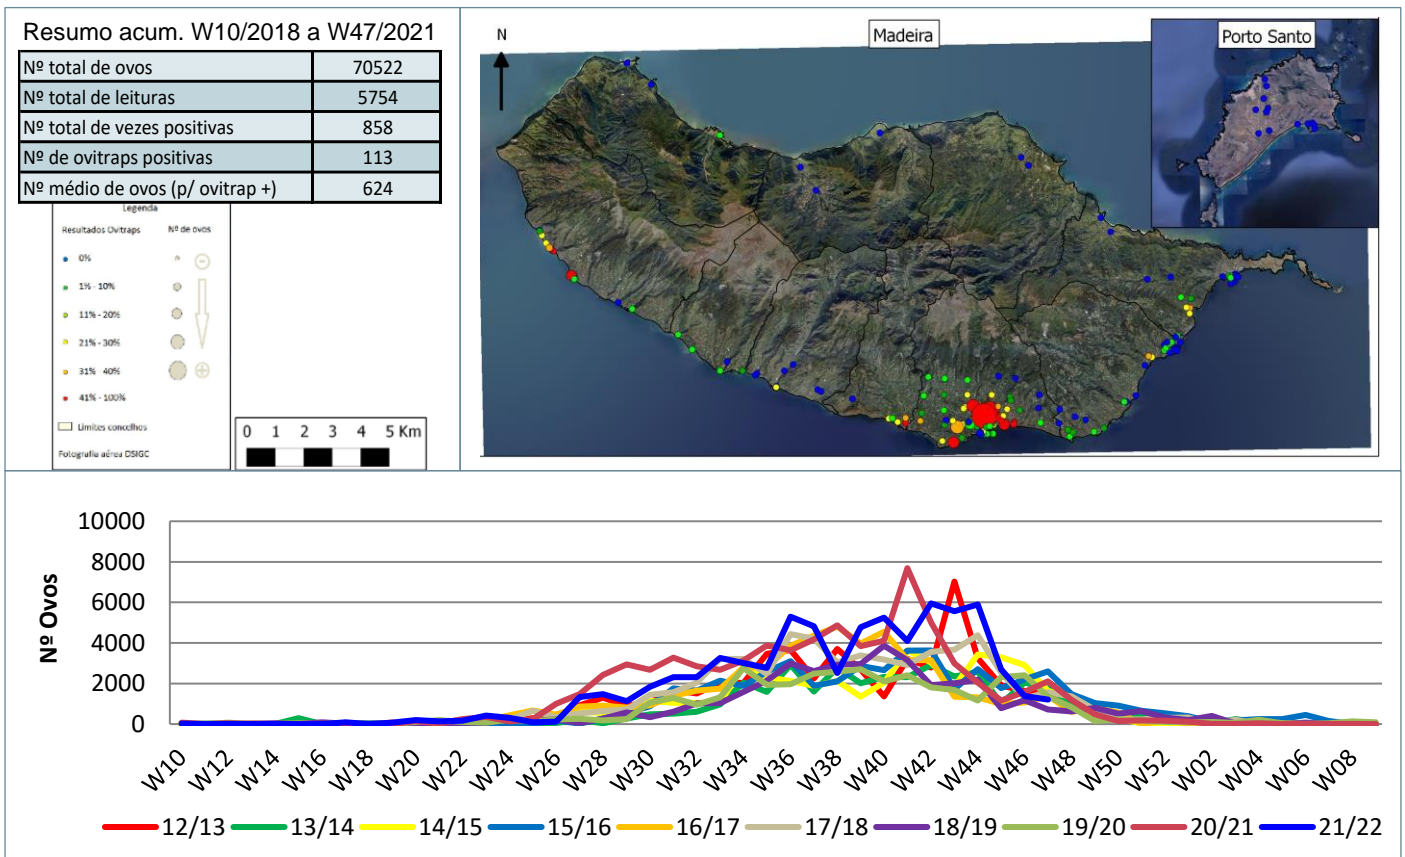 Resumo acum. W10/2018 a W47/2021
Nº total de ovos 70522
Nº total de leituras 5754
Nº total de vezes positivas 858
Nº de ovitraps positivas 113
Nº médio de ovos (p/ ovitrap +) 624
Legenda
Resultados Ovitraps Nº de ovos
0%
1% - 10%
11% - 20%
21% - 30%
31% - 40%
41% - 100%
Limites concelhos
Fotografia aérea DSIGC
0 1 2 3 4 5 Km
N
Madeira
Porto Santo
Nº Ovos
10000
8000
6000
4000
2000
0
W10 W12 W14 W16 W18 W20 W22 W24 W26 W28 W30 W32 W34 W36 W38 W40 W42 W44 W46 W48 W50 W52 W02 W04 W06 W08
12/13 13/14 14/15 15/16 16/17 17/18 18/19 19/20 20/21 21/22